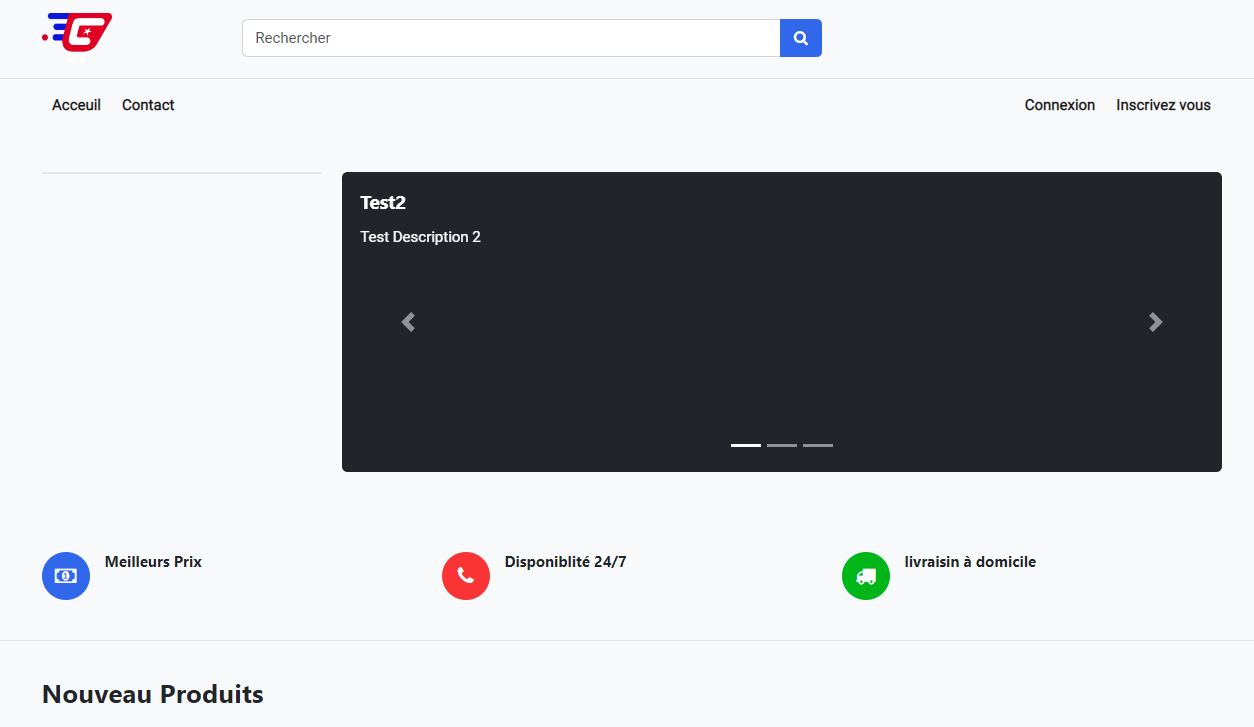 Rechercher
Acceuil Contact Connexion Inscrivez vous
Test2
Test Description 2
Meilleurs Prix Disponiblité 24/7 livraisin à domicile
Nouveau Produits